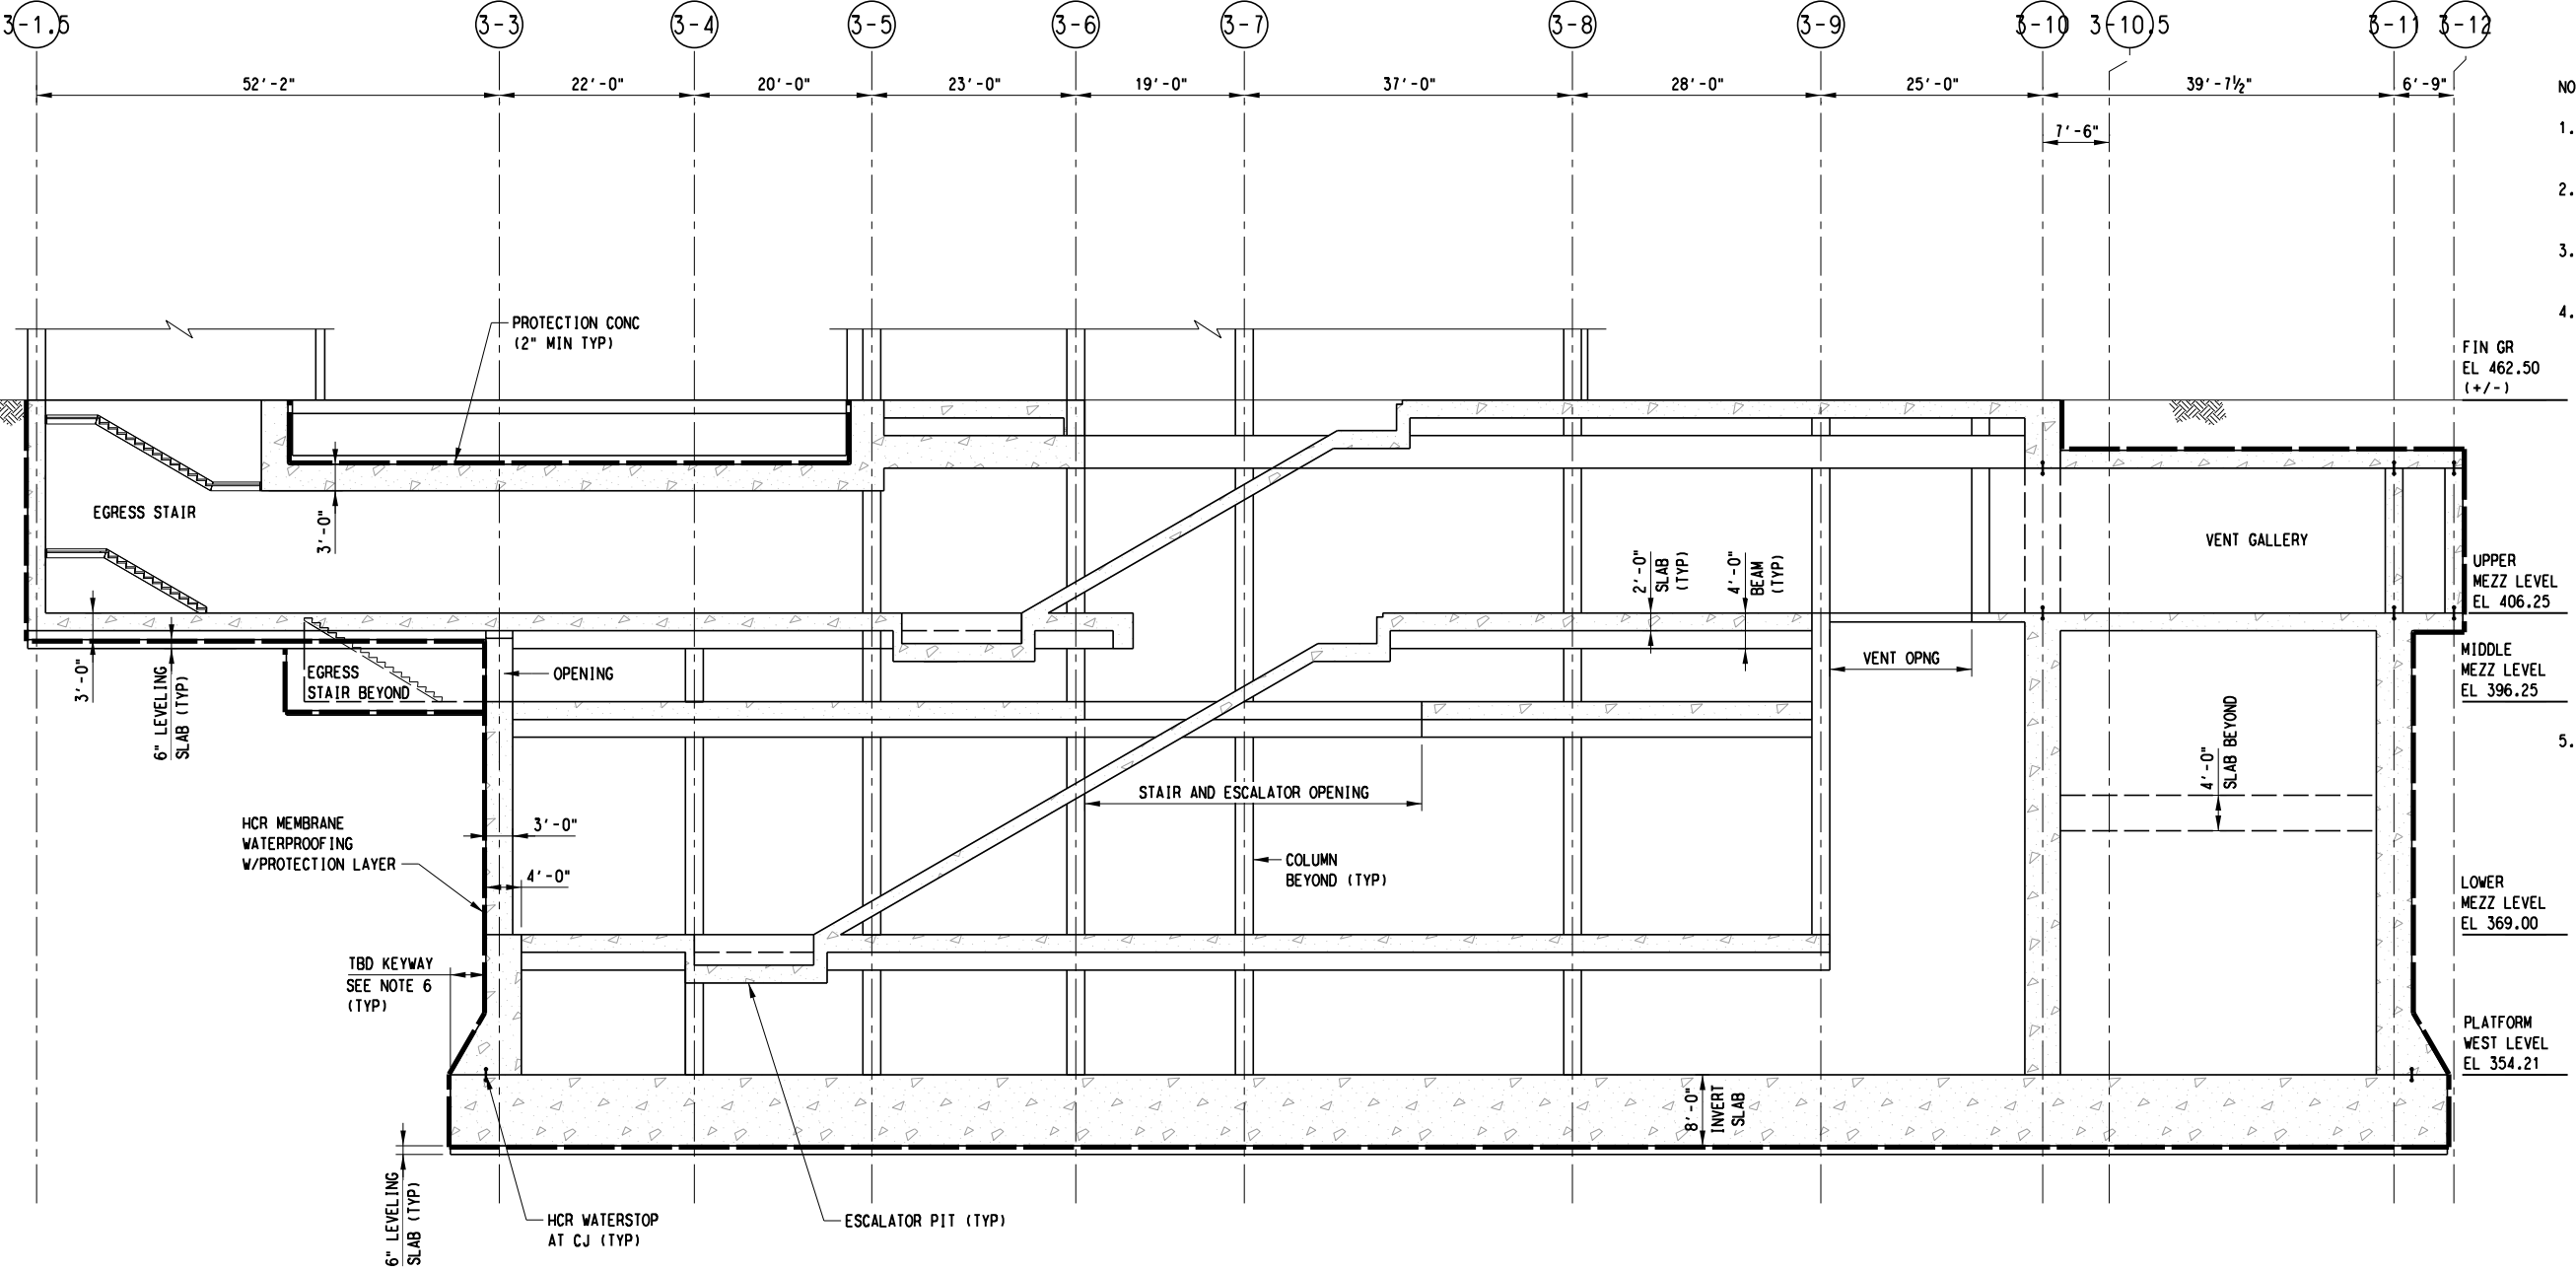 3-1.5
3-3
3-4
3-5
3-6
3-7
3-8
3-9
3-10
3-10.5
3-11
3-12
52'-2"
22'-0"
20'-0"
23'-0"
19'-0"
37'-0"
28'-0"
25'-0"
39'-7½"
6'-9"
7'-6"
NO
1.
2.
3.
4.
5.
PROTECTION CONC
(2" MIN TYP)
FIN GR
EL 462.50
(+/-)
EGRESS STAIR
3'-0"
2'-0"
SLAB
(TYP)
4'-0"
BEAM
(TYP)
VENT GALLERY
UPPER
MEZZ LEVEL
EL 406.25
3'-0"
6" LEVELING
SLAB (TYP)
EGRESS
STAIR BEYOND
OPENING
VENT OPNG
MIDDLE
MEZZ LEVEL
EL 396.25
4'-0"
SLAB BEYOND
STAIR AND ESCALATOR OPENING
HCR MEMBRANE
WATERPROOFING
W/PROTECTION LAYER
3'-0"
4'-0"
COLUMN
BEYOND (TYP)
LOWER
MEZZ LEVEL
EL 369.00
TBD KEYWAY
SEE NOTE 6
(TYP)
PLATFORM
WEST LEVEL
EL 354.21
8'-0"
INVERT
SLAB
6" LEVELING
SLAB (TYP)
HCR WATERSTOP
AT CJ (TYP)
ESCALATOR PIT (TYP)